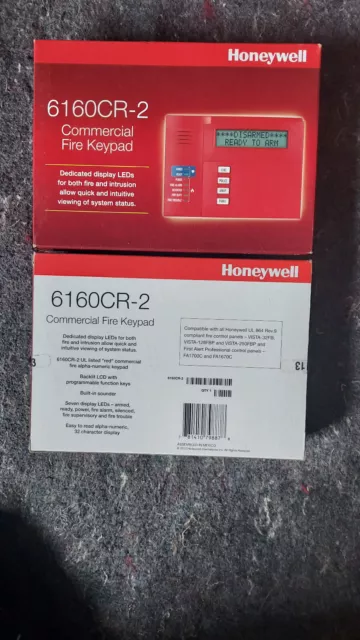 Honeywell
6160CR-2
Commercial
Fire Keypad
Dedicated display LEDs
for both fire and intrusion
allow quick and intuitive
viewing of system status.
****DISARMED****
READY TO ARM
Honeywell
6160CR-2
Commercial Fire Keypad
Dedicated display LEDs for both
fire and intrusion allow quick and
intuitive viewing of system status.
6160CR-2 UL listed "red" commercial
fire alpha-numeric keypad
Backlit LCD with
programmable function keys
Built-in sounder
Seven display LEDs – armed,
ready, power, fire alarm, silenced,
fire supervisory and fire trouble
Easy to read alpha-numeric,
32 character display
Compatible with all Honeywell UL 864 Rev.9
compliant fire control panels – VISTA-32FB,
VISTA-128FBP and VISTA-250FBP and
First Alert Professional control panels –
FA1700C and FA1670C
6160CR-2
QTY 1
13